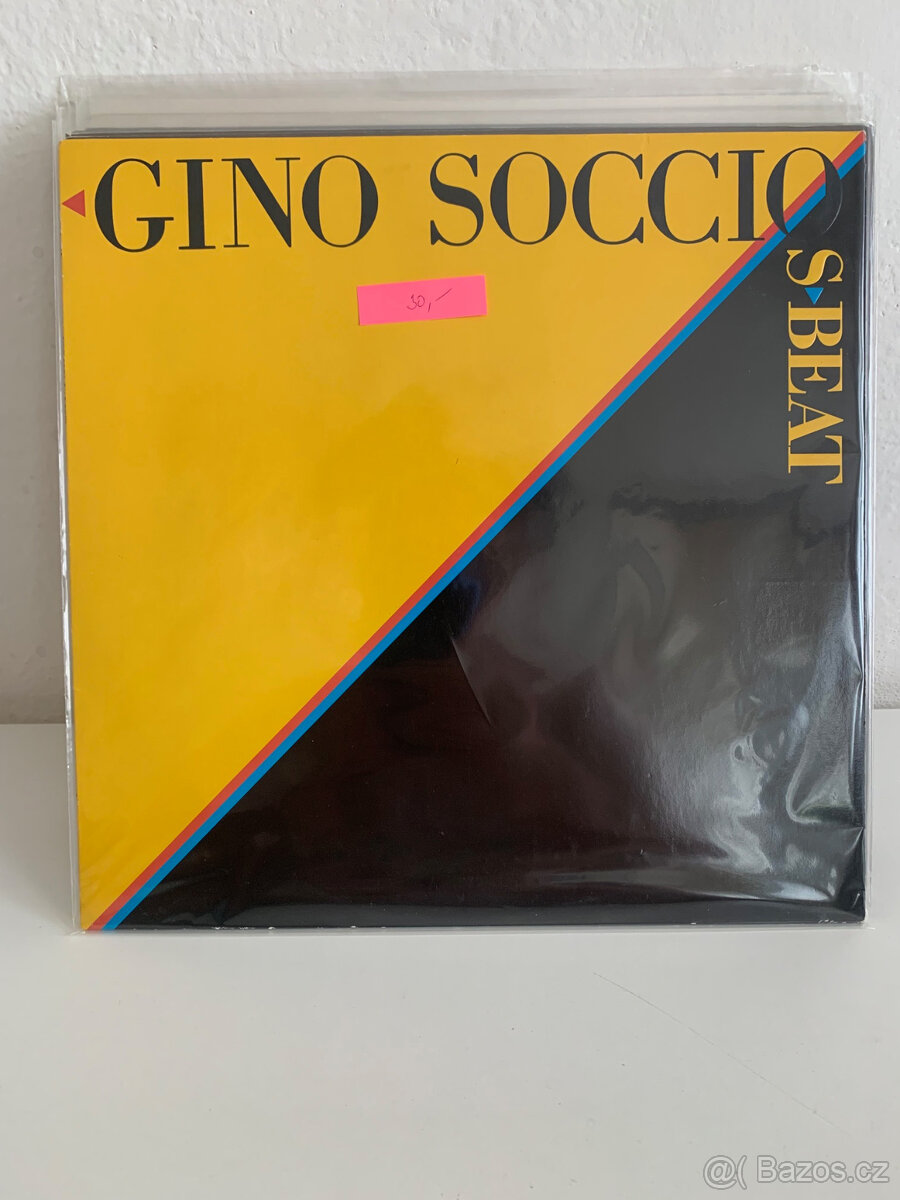 GINO SOCCIO
S-BEAT
30,-
@( Bazos.cz